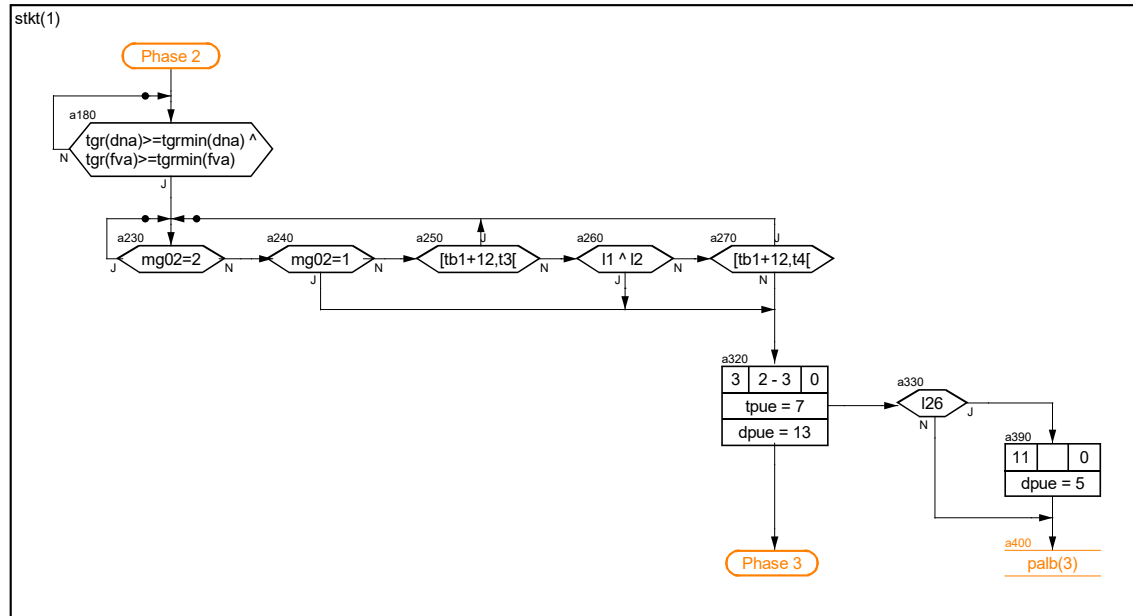 stkt(1)
Phase 2
a180
tgr(dna)>=tgrmin(dna) ^
tgr(fva)>=tgrmin(fva)
N
J
a230
mg02=2
J
N
a240
mg02=1
J
N
a250
[tb1+12,t3[
J
N
a260
l1 ^ l2
J
N
a270
[tb1+12,t4[
J
N
a320
3 2 - 3 0
tpue = 7
dpue = 13
a330
l26
N
J
a390
11 0
dpue = 5
Phase 3
a400
palb(3)